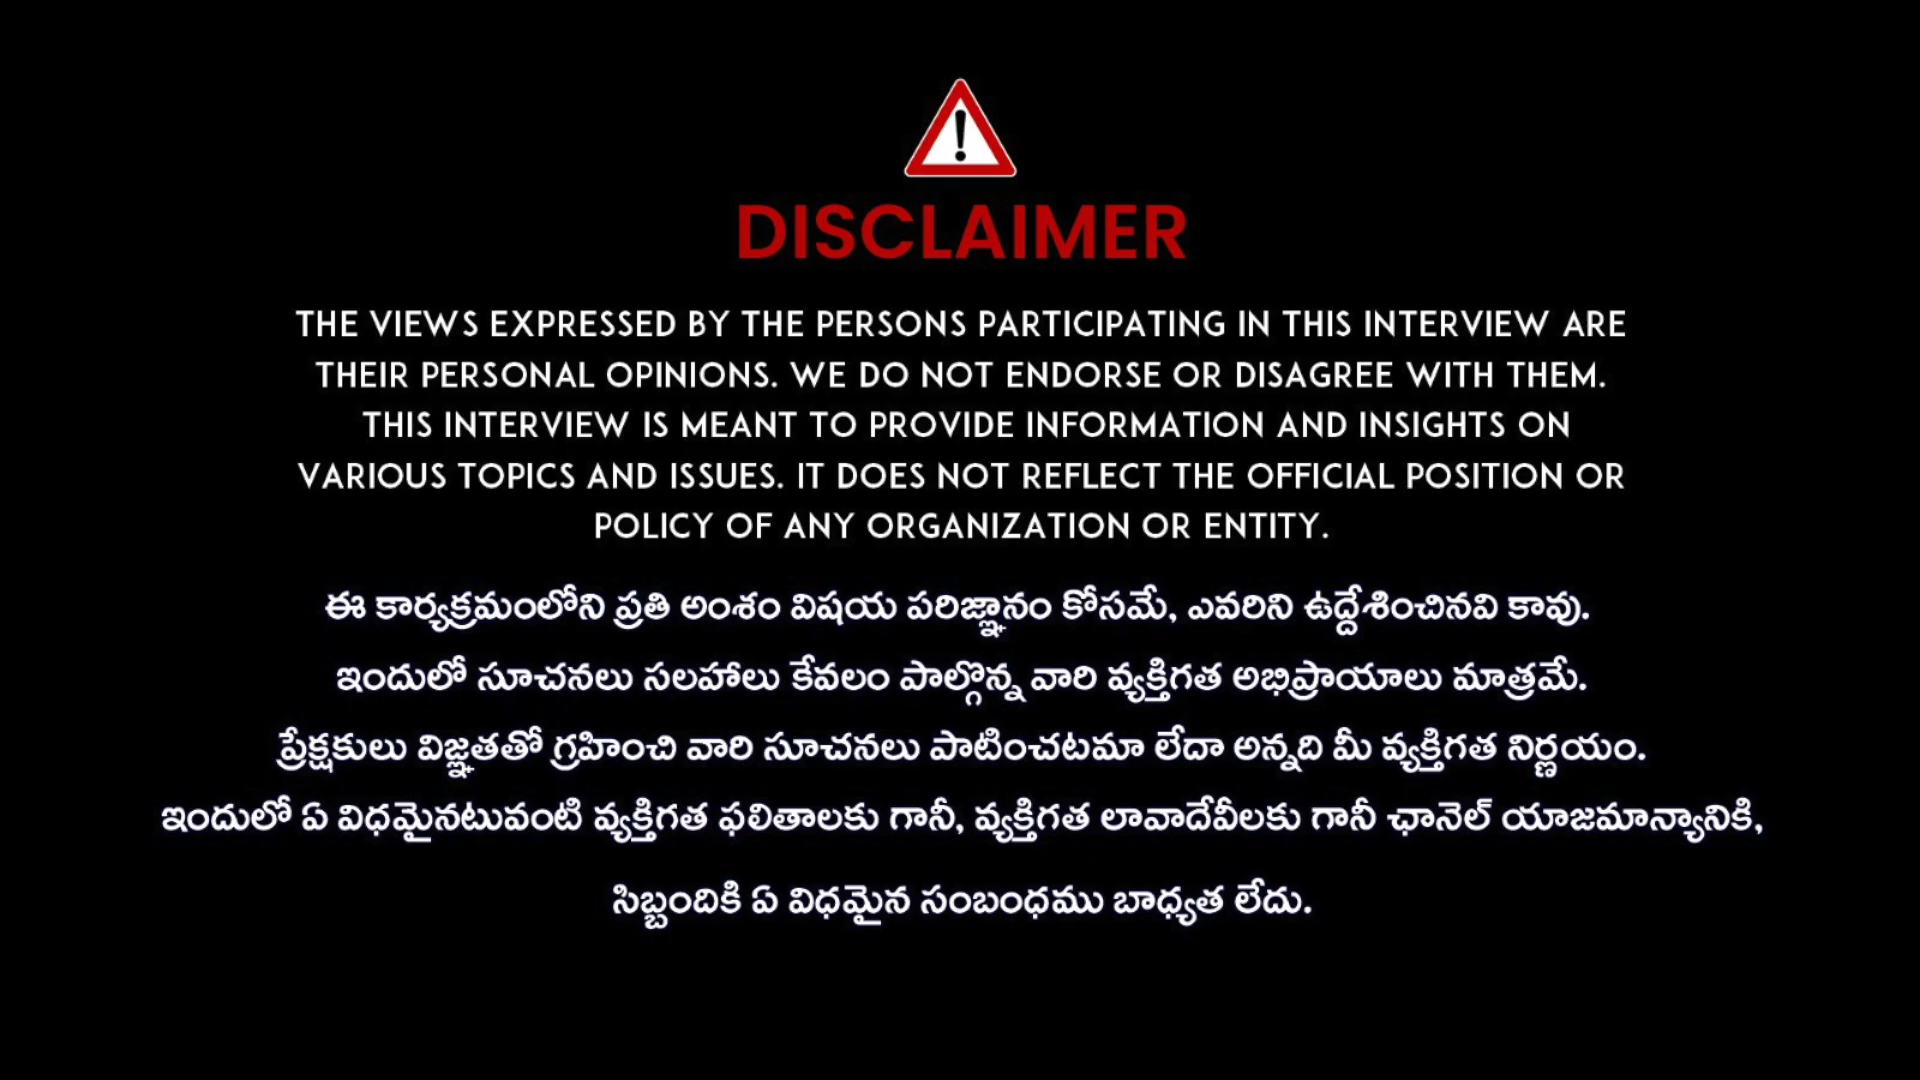 DISCLAIMER
THE VIEWS EXPRESSED BY THE PERSONS PARTICIPATING IN THIS INTERVIEW ARE
THEIR PERSONAL OPINIONS. WE DO NOT ENDORSE OR DISAGREE WITH THEM.
THIS INTERVIEW IS MEANT TO PROVIDE INFORMATION AND INSIGHTS ON
VARIOUS TOPICS AND ISSUES. IT DOES NOT REFLECT THE OFFICIAL POSITION OR
POLICY OF ANY ORGANIZATION OR ENTITY.
ఈ కార్యక్రమంలోని ప్రతి అంశం విషయ పరిజ్ఞానం కోసమే, ఎవరిని ఉద్దేశించినవి కావు.
ఇందులో సూచనలు సలహాలు కేవలం పాల్గొన్న వారి వ్యక్తిగత అభిప్రాయాలు మాత్రమే.
ప్రేక్షకులు విజ్ఞతతో గ్రహించి వారి సూచనలు పాటించటమా లేదా అన్నది మీ వ్యక్తిగత నిర్ణయం.
ఇందులో ఏ విధమైనటువంటి వ్యక్తిగత ఫలితాలకు గానీ, వ్యక్తిగత లావాదేవీలకు గానీ ఛానెల్ యాజమాన్యానికి,
సిబ్బందికి ఏ విధమైన సంబంధము బాధ్యత లేదు.